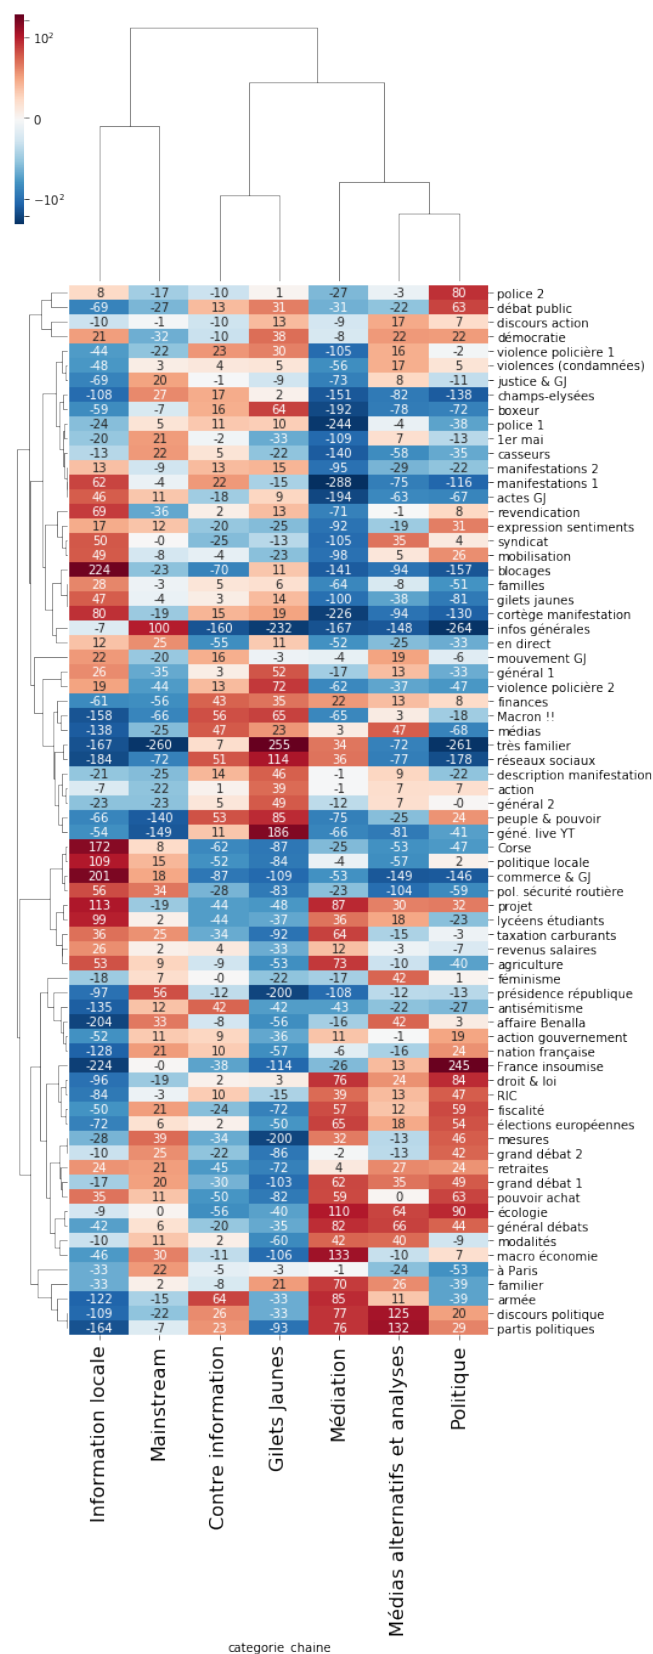 10²
0
−10²
8 -17 -10 1 -27 -3 80 police 2
-69 -27 13 31 -31 -22 63 débat public
-10 -1 -10 13 -9 17 7 discours action
21 -32 -10 38 -8 22 22 démocratie
-44 -22 23 30 -105 16 -2 violence policière 1
-48 3 4 5 -56 17 5 violences (condamnées)
-69 20 -1 -9 -73 8 -11 justice & GJ
-108 27 17 2 -151 -82 -138 champs-elysées
-59 -7 16 64 -192 -78 -72 boxeur
-24 5 11 10 -244 -4 -38 police 1
-20 21 -2 -33 -109 7 -13 1er mai
-13 22 5 -22 -140 -58 -35 casseurs
13 -9 13 15 -95 -29 -22 manifestations 2
62 -4 22 -15 -288 -75 -116 manifestations 1
46 11 -18 9 -194 -63 -67 actes GJ
69 -36 2 13 -71 -1 8 revendication
17 12 -20 -25 -92 -19 31 expression sentiments
50 -0 -25 -13 -105 35 4 syndicat
49 -8 -4 -23 -98 5 26 mobilisation
224 -23 -70 11 -141 -94 -157 blocages
28 -3 5 6 -64 -8 -51 familles
47 -4 3 14 -100 -38 -81 gilets jaunes
80 -19 15 19 -226 -94 -130 cortège manifestation
-7 100 -160 -232 -167 -148 -264 infos générales
12 25 -55 11 -52 -25 -33 en direct
22 -20 16 -3 -4 19 -6 mouvement GJ
26 -35 3 52 -17 13 -33 général 1
19 -44 13 72 -62 -37 -47 violence policière 2
-61 -56 43 35 22 13 8 finances
-158 -66 56 65 -65 3 -18 Macron !!
-138 -25 47 23 3 47 -68 médias
-167 -260 7 255 34 -72 -261 très familier
-184 -72 51 114 36 -77 -178 réseaux sociaux
-21 -25 14 46 -1 9 -22 description manifestation
-7 -22 1 39 -1 7 7 action
-23 -23 5 49 -12 7 -0 général 2
-66 -140 53 85 -75 -25 24 peuple & pouvoir
-54 -149 11 186 -66 -81 -41 géné. live YT
172 8 -62 -87 -25 -53 -47 Corse
109 15 -52 -84 -4 -57 2 politique locale
201 18 -87 -109 -53 -149 -146 commerce & GJ
56 34 -28 -83 -23 -104 -59 pol. sécurité routière
113 -19 -44 -48 87 30 32 projet
99 2 -44 -37 36 18 -23 lycéens étudiants
36 25 -34 -92 64 -15 -3 taxation carburants
26 2 4 -33 12 -3 -7 revenus salaires
53 9 -9 -53 73 -10 -40 agriculture
-18 7 -0 -22 -17 42 1 féminisme
-97 56 -12 -200 -108 -12 -13 présidence république
-135 12 42 -42 -43 -22 -27 antisémitisme
-204 33 -8 -56 -16 42 3 affaire Benalla
-52 11 9 -36 11 -1 19 action gouvernement
-128 21 10 -57 -6 -16 24 nation française
-224 -0 -38 -114 -26 13 245 France insoumise
-96 -19 2 3 76 24 84 droit & loi
-84 -3 10 -15 39 13 47 RIC
-50 21 -24 -72 57 12 59 fiscalité
-72 6 2 -50 65 18 54 élections européennes
-28 39 -34 -200 32 -13 46 mesures
-10 25 -22 -86 -2 -13 42 grand débat 2
24 21 -45 -72 4 27 24 retraites
-17 20 -30 -103 62 35 49 grand débat 1
35 11 -50 -82 59 0 63 pouvoir achat
-9 0 -56 -40 110 64 90 écologie
-42 6 -20 -35 82 66 44 général débats
-10 11 2 -60 42 40 -9 modalités
-46 30 -11 -106 133 -10 7 macro économie
-33 22 -5 -3 -1 -24 -53 à Paris
-33 2 -8 21 70 26 -39 familier
-122 -15 64 -33 85 11 -39 armée
-109 -22 26 -33 77 125 20 discours politique
-164 -7 23 -93 76 132 29 partis politiques
Information locale
Mainstream
Contre information
Gilets Jaunes
Médiation
Médias alternatifs et analyses
Politique
categorie_chaine